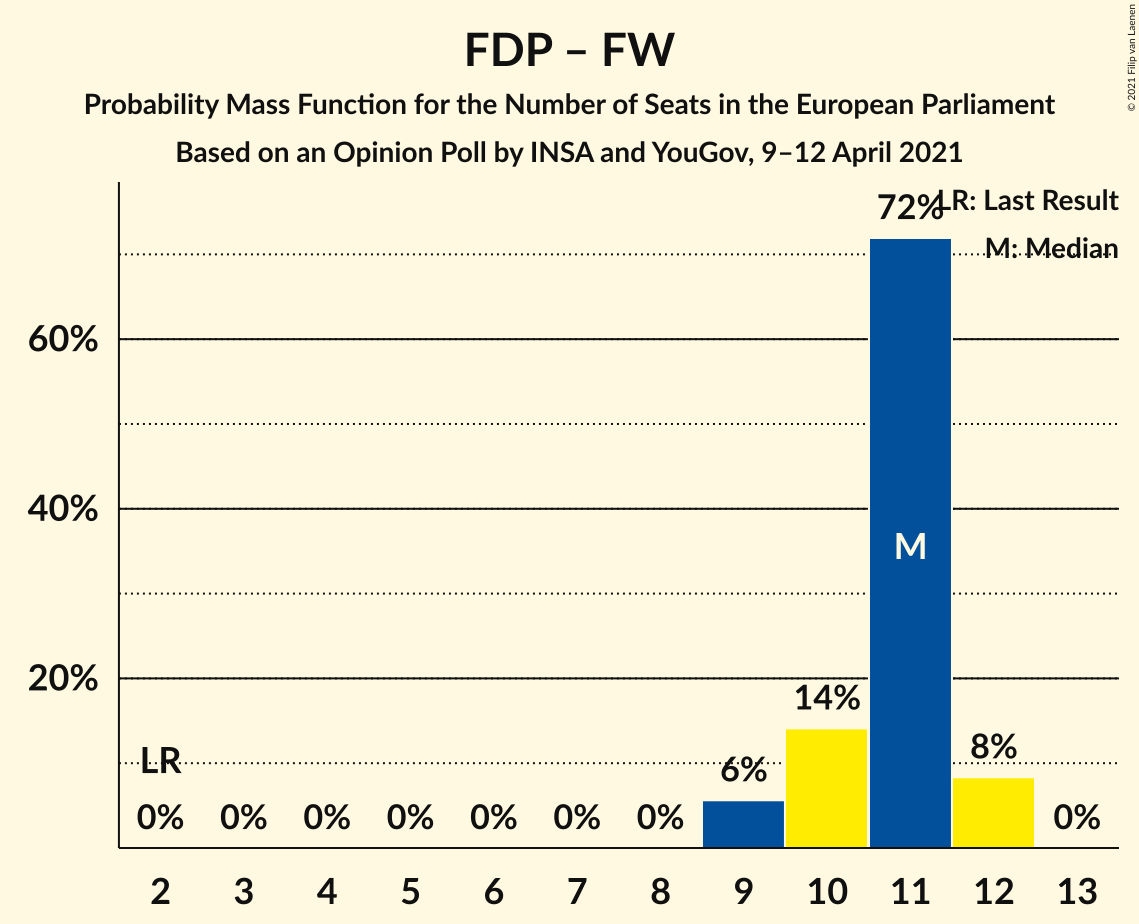 FDP – FW
Probability Mass Function for the Number of Seats in the European Parliament
Based on an Opinion Poll by INSA and YouGov, 9–12 April 2021
© 2021 Filip van Laenen
LR: Last Result
M: Median
72%
60%
40%
20%
M
14%
8%
6%
LR
0% 0% 0% 0% 0% 0% 0% 0%
2 3 4 5 6 7 8 9 10 11 12 13